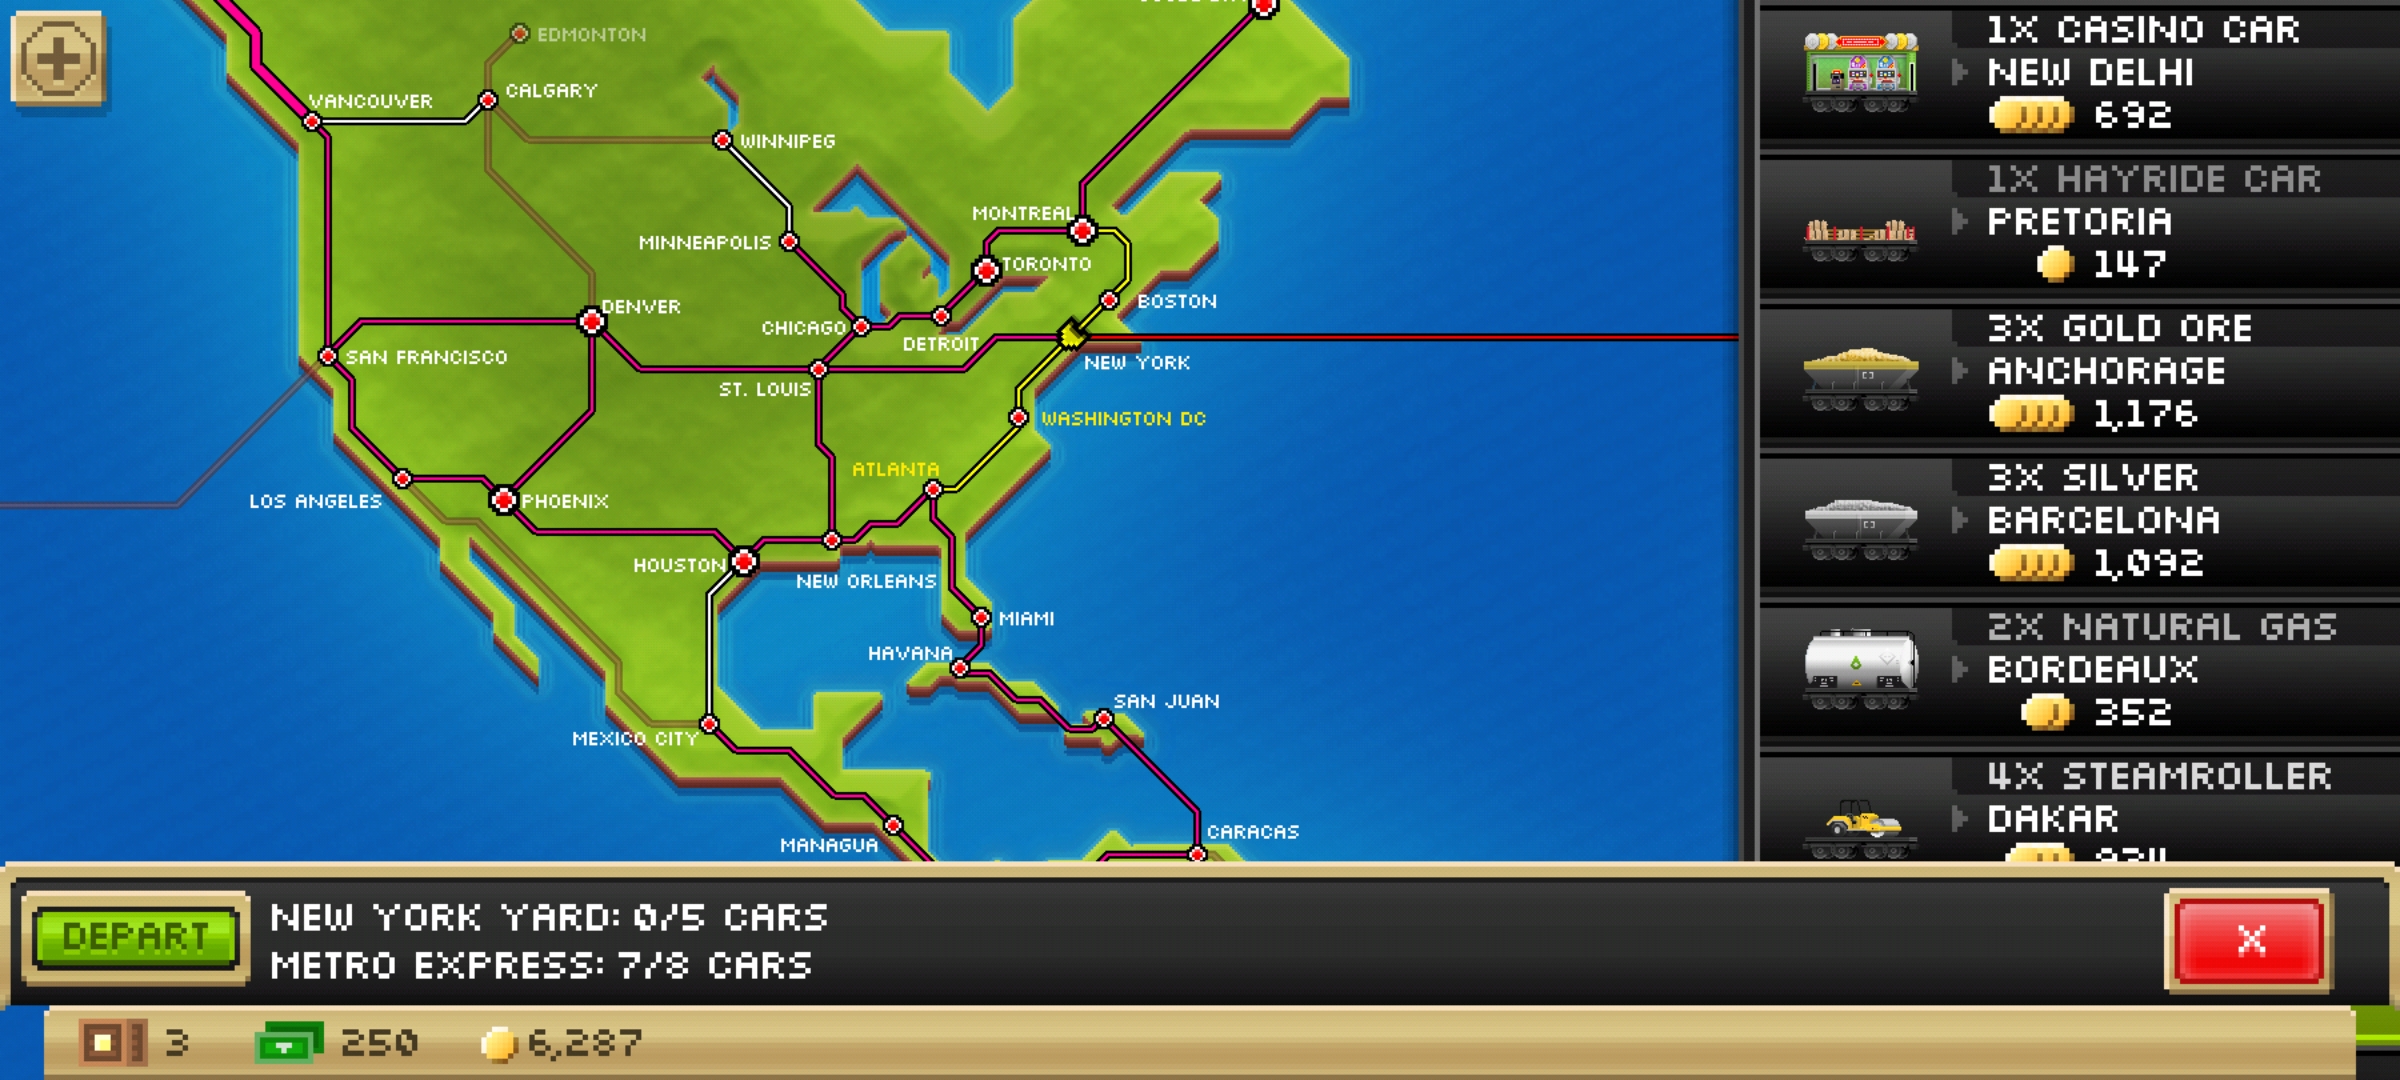 EDMONTON
CALGARY
VANCOUVER
WINNIPEG
MONTREAL
MINNEAPOLIS
TORONTO
BOSTON
DENVER
CHICAGO
DETROIT
NEW YORK
SAN FRANCISCO
ST. LOUIS
WASHINGTON DC
ATLANTA
LOS ANGELES
PHOENIX
HOUSTON
NEW ORLEANS
MIAMI
HAVANA
SAN JUAN
MEXICO CITY
CARACAS
MANAGUA
1X CASINO CAR
NEW DELHI
692
1X HAYRIDE CAR
PRETORIA
147
3X GOLD ORE
ANCHORAGE
1,176
3X SILVER
BARCELONA
1,092
2X NATURAL GAS
BORDEAUX
352
4X STEAMROLLER
DAKAR
DEPART
NEW YORK YARD: 0/5 CARS
METRO EXPRESS: 7/8 CARS
X
3
250
6,287